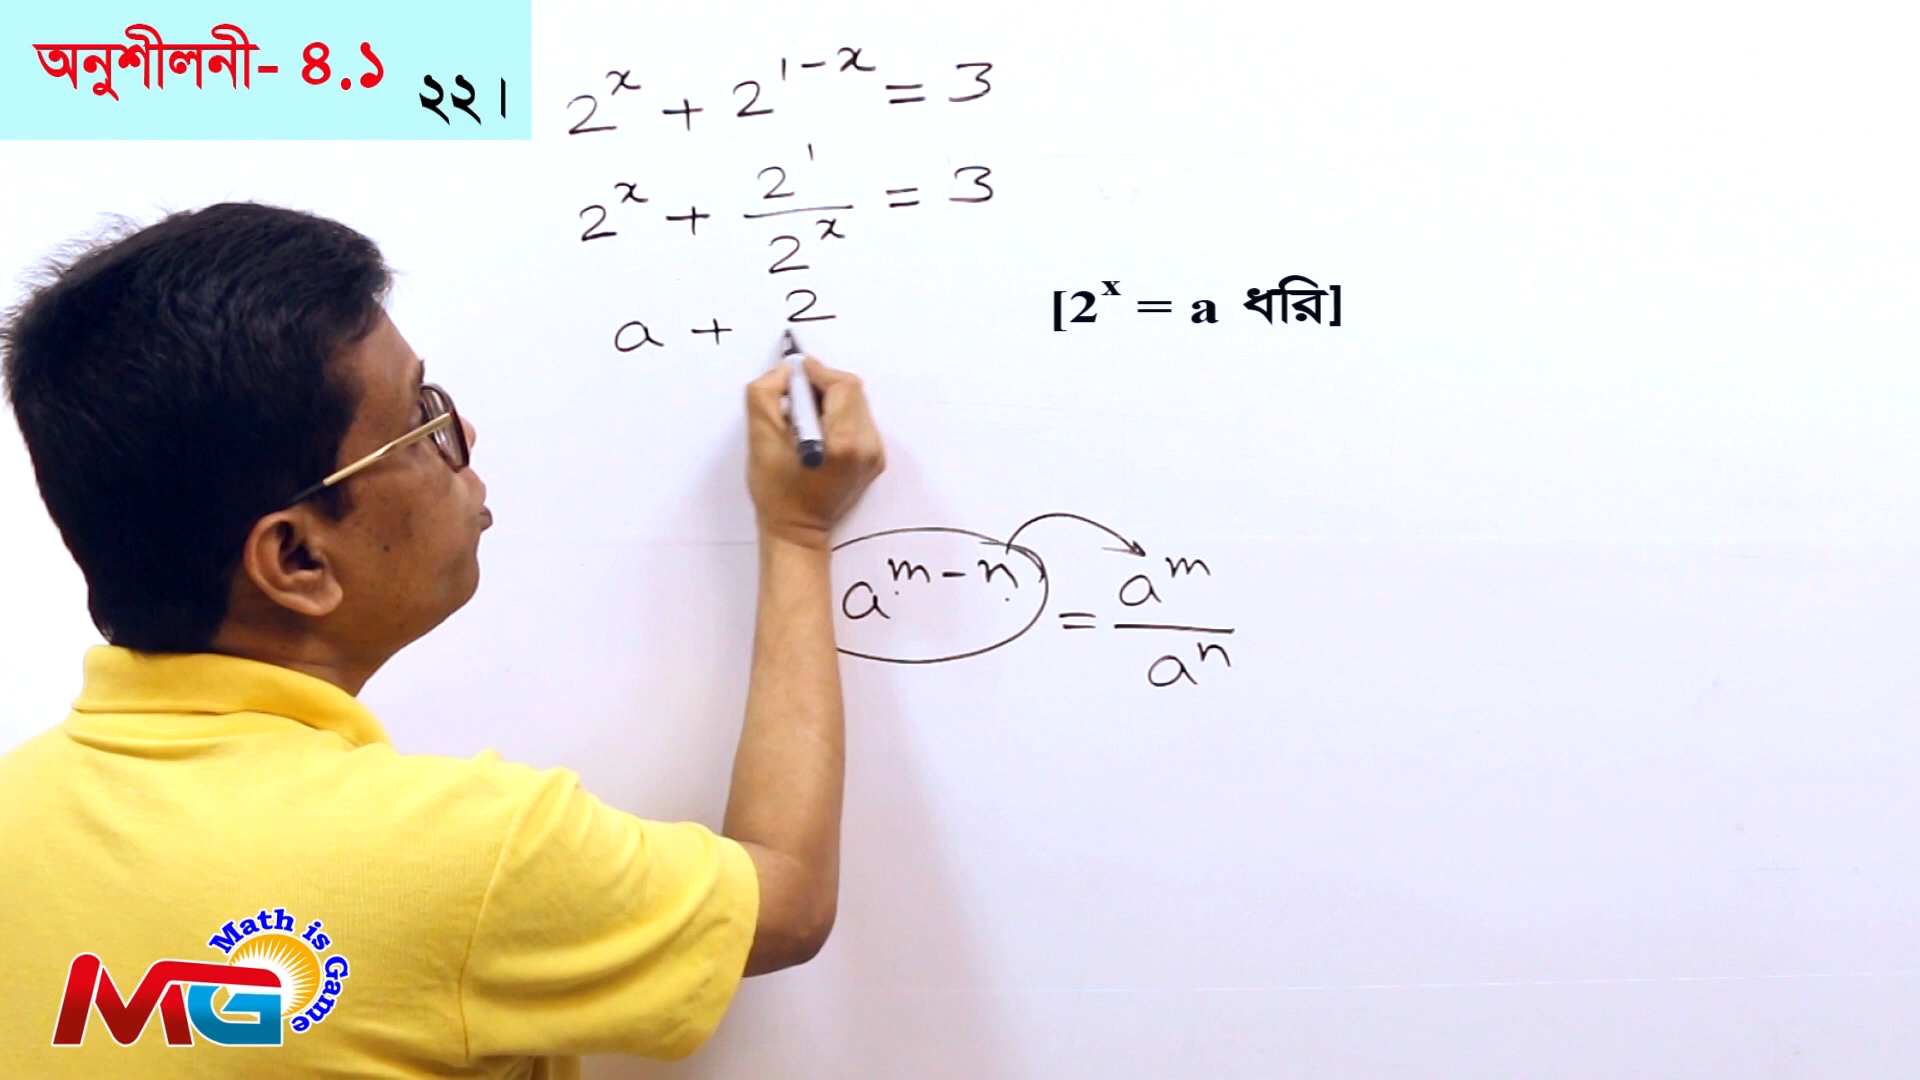 অনুশীলনী- ৪.১
২২।
2^x + 2^{1-x} = 3
2^x + 2^1/2^x = 3
a + 2
[2^x = a ধরি]
a^{m-n} = a^m/a^n
Math is Game
MG